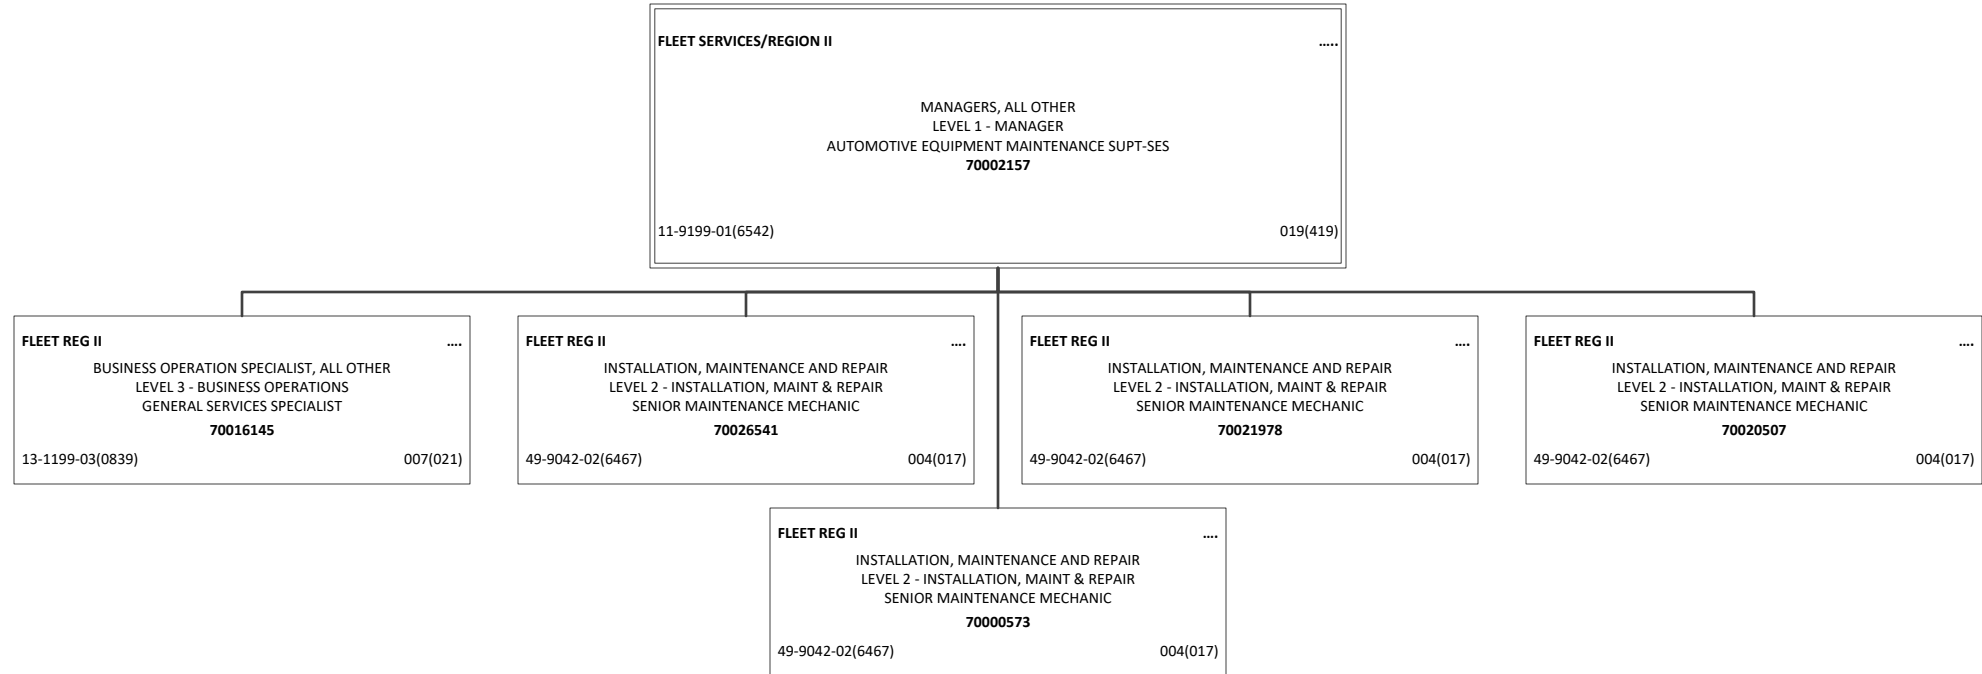 FLEET SERVICES/REGION II .....
MANAGERS, ALL OTHER
LEVEL 1 - MANAGER
AUTOMOTIVE EQUIPMENT MAINTENANCE SUPT-SES
70002157
11-9199-01(6542) 019(419)
FLEET REG II ....
BUSINESS OPERATION SPECIALIST, ALL OTHER
LEVEL 3 - BUSINESS OPERATIONS
GENERAL SERVICES SPECIALIST
70016145
13-1199-03(0839) 007(021)
FLEET REG II ....
INSTALLATION, MAINTENANCE AND REPAIR
LEVEL 2 - INSTALLATION, MAINT & REPAIR
SENIOR MAINTENANCE MECHANIC
70026541
49-9042-02(6467) 004(017)
FLEET REG II ....
INSTALLATION, MAINTENANCE AND REPAIR
LEVEL 2 - INSTALLATION, MAINT & REPAIR
SENIOR MAINTENANCE MECHANIC
70021978
49-9042-02(6467) 004(017)
FLEET REG II ....
INSTALLATION, MAINTENANCE AND REPAIR
LEVEL 2 - INSTALLATION, MAINT & REPAIR
SENIOR MAINTENANCE MECHANIC
70020507
49-9042-02(6467) 004(017)
FLEET REG II ....
INSTALLATION, MAINTENANCE AND REPAIR
LEVEL 2 - INSTALLATION, MAINT & REPAIR
SENIOR MAINTENANCE MECHANIC
70000573
49-9042-02(6467) 004(017)